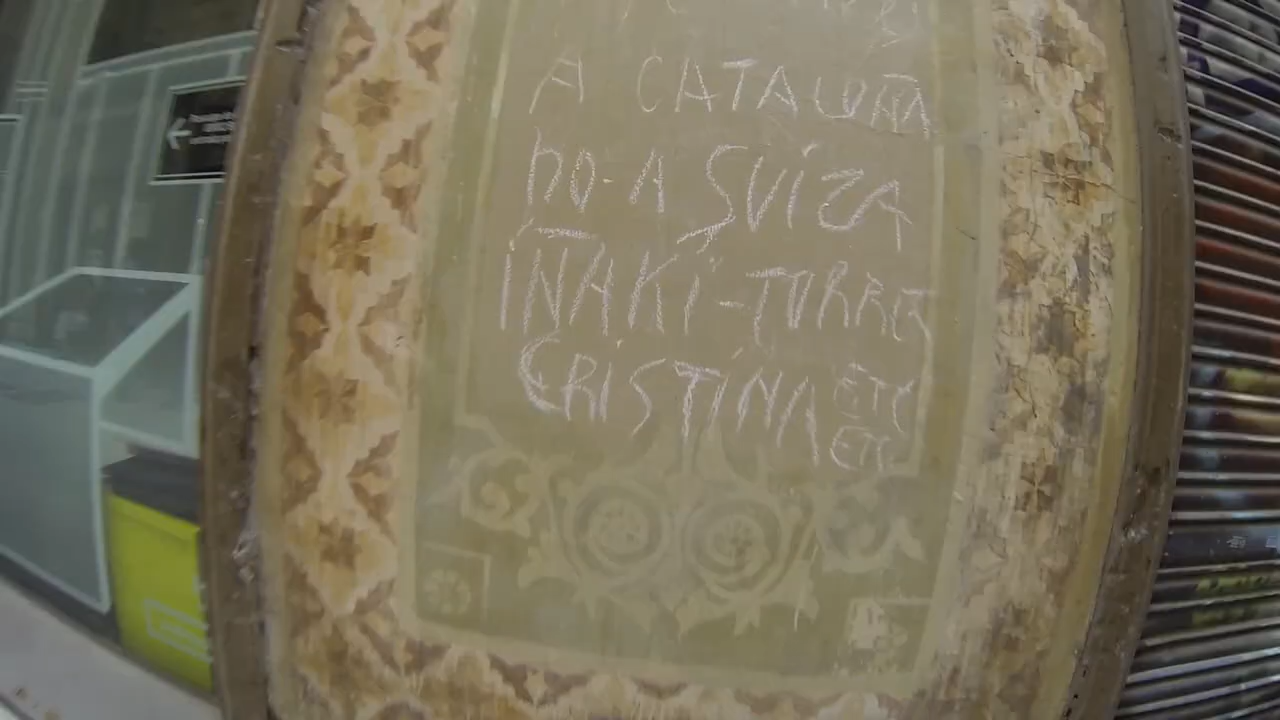 A CATALUÑA
NO-A SUIZA
IÑAKI-TORRES
CRISTINA ETC
ETC